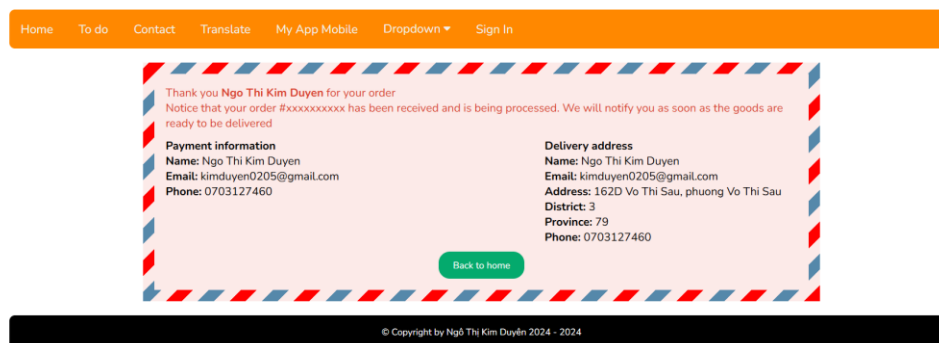 Home To do Contact Translate My App Mobile Dropdown Sign In
Thank you Ngo Thi Kim Duyen for your order
Notice that your order #xxxxxxxxxx has been received and is being processed. We will notify you as soon as the goods are
ready to be delivered
Payment information
Name: Ngo Thi Kim Duyen
Email: kimduyen0205@gmail.com
Phone: 0703127460
Delivery address
Name: Ngo Thi Kim Duyen
Email: kimduyen0205@gmail.com
Address: 162D Vo Thi Sau, phuong Vo Thi Sau
District: 3
Province: 79
Phone: 0703127460
Back to home
© Copyright by Ngô Thị Kim Duyên 2024 - 2024